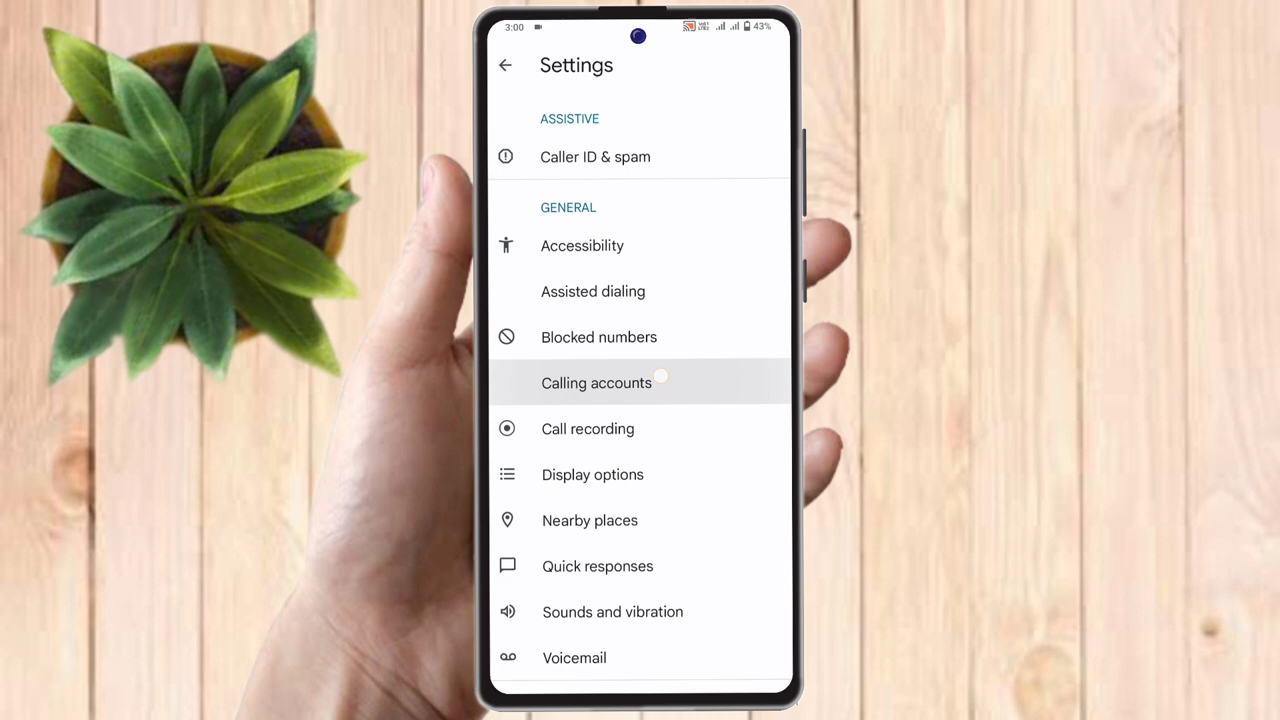 3:00
43%
Settings
ASSISTIVE
Caller ID & spam
GENERAL
Accessibility
Assisted dialing
Blocked numbers
Calling accounts
Call recording
Display options
Nearby places
Quick responses
Sounds and vibration
Voicemail